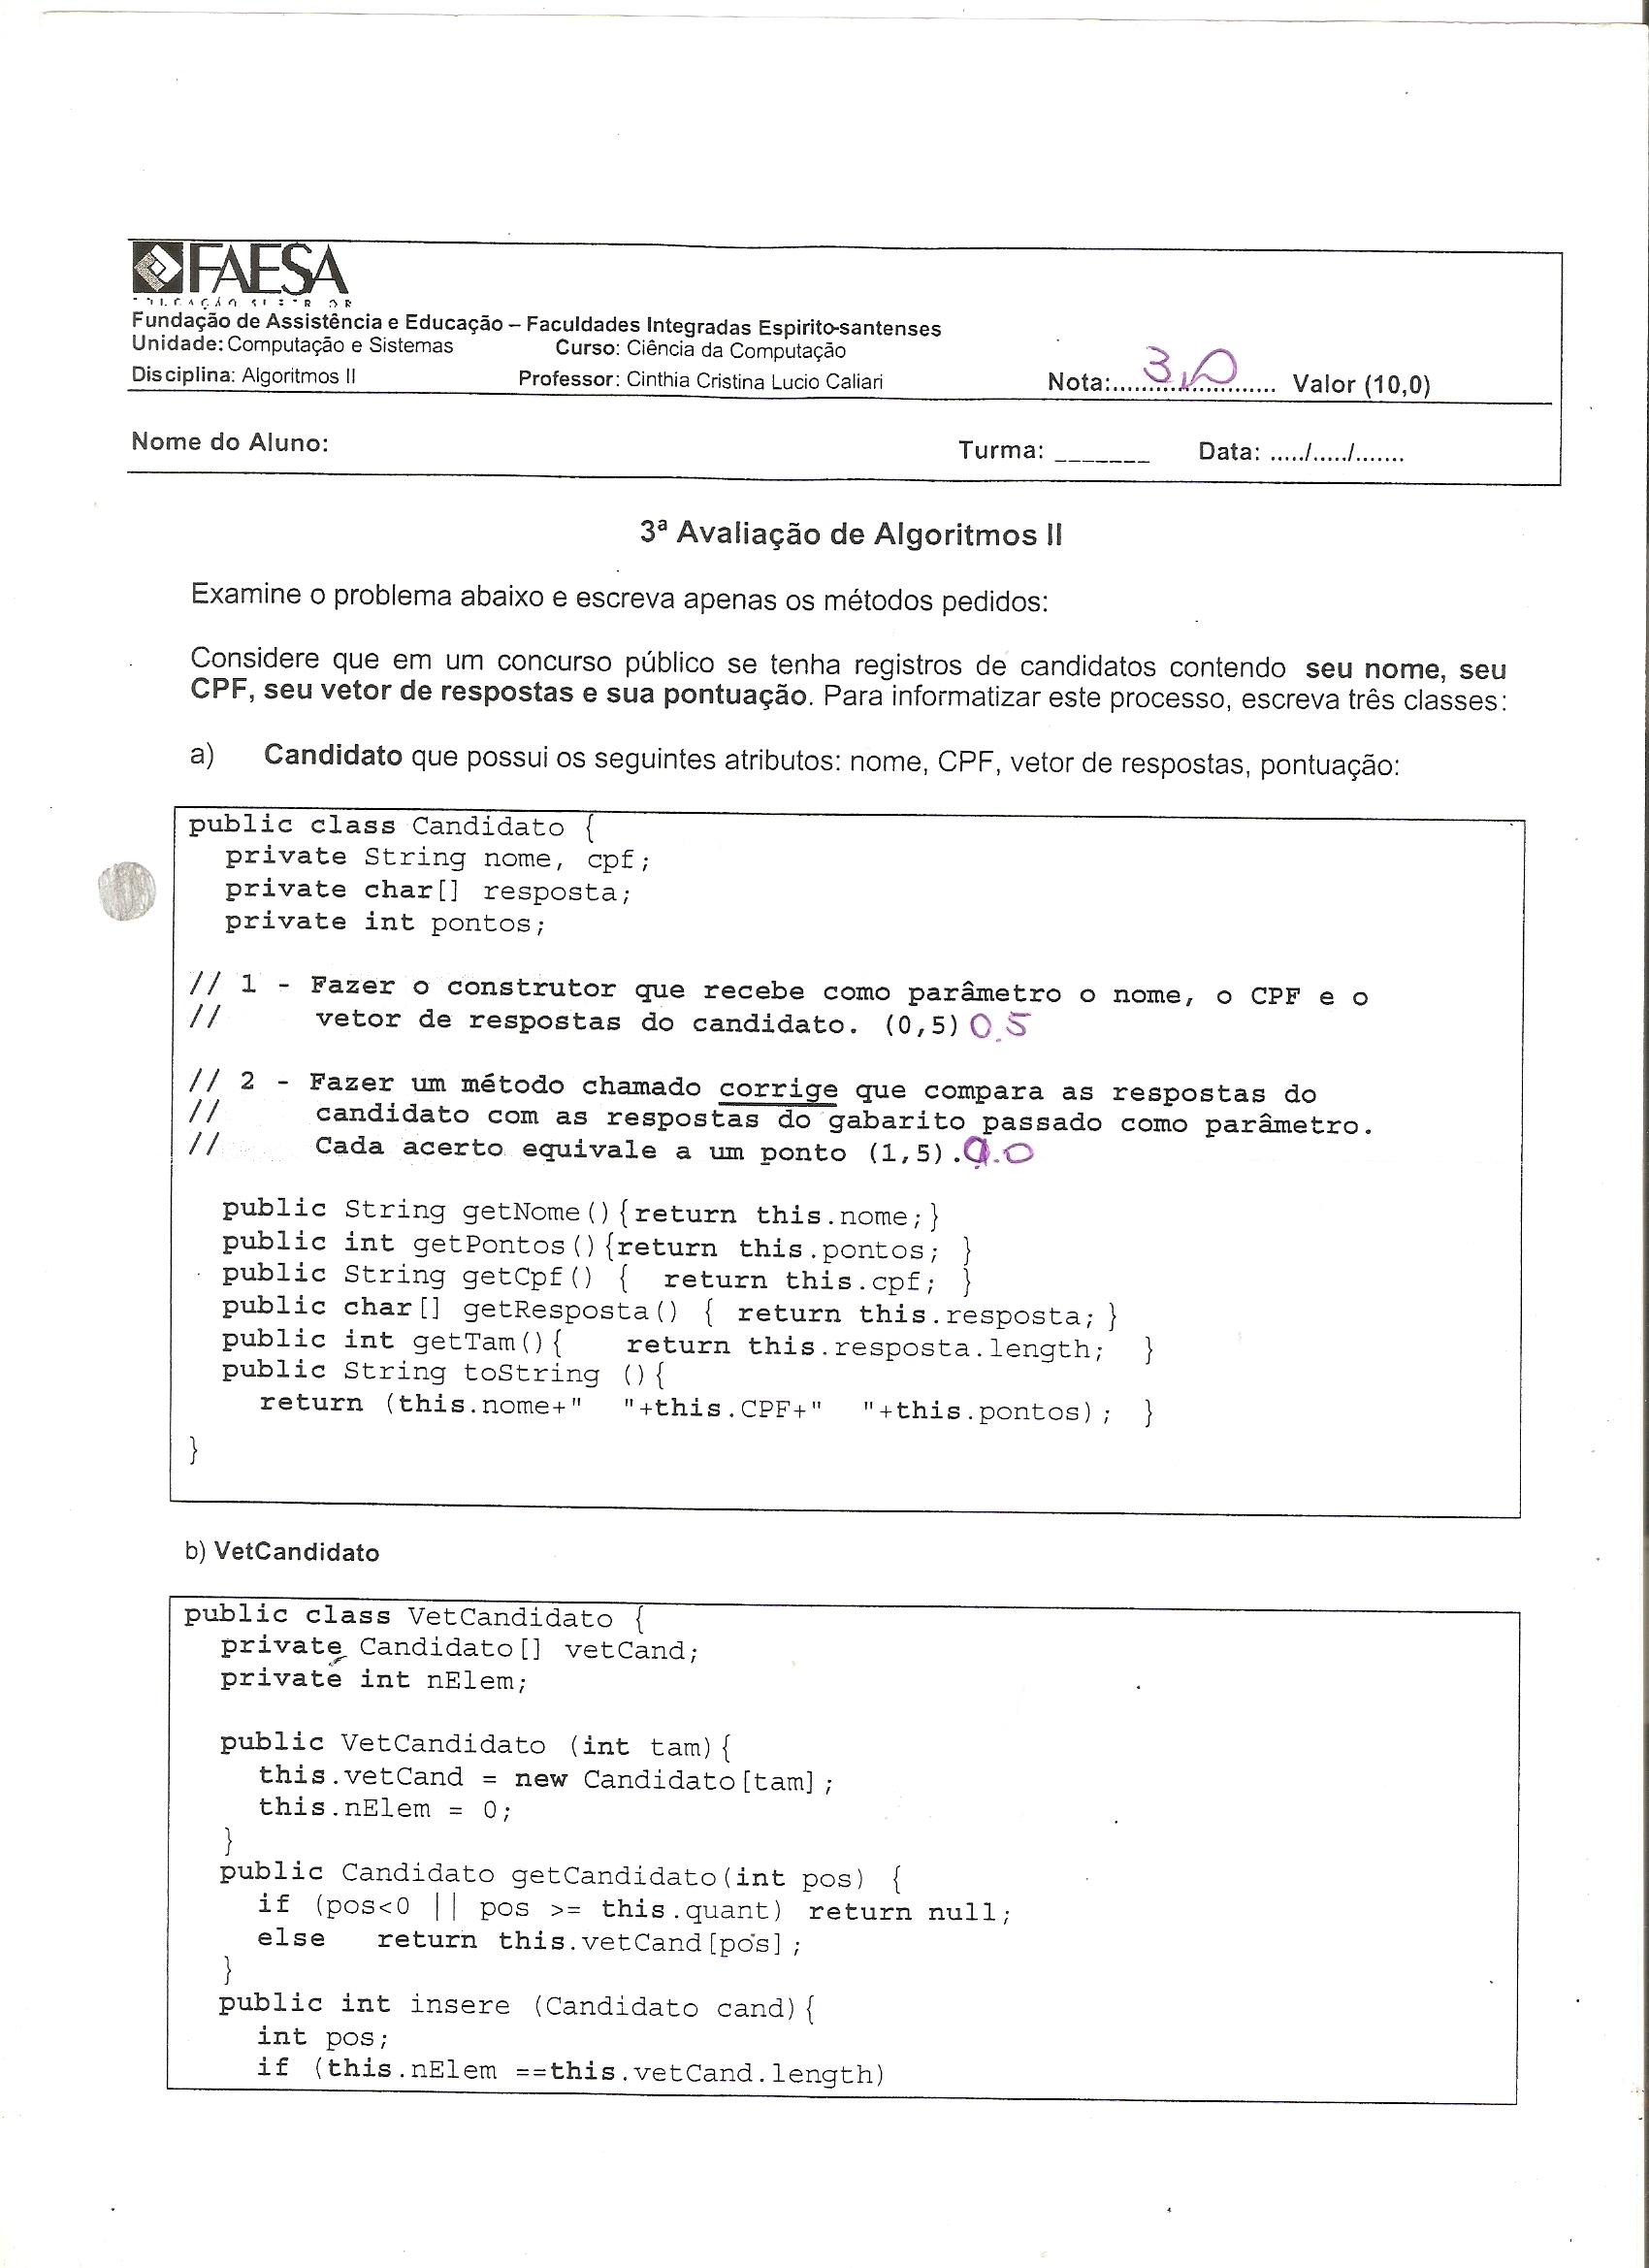 FAESA
Fundação de Assistência e Educação – Faculdades Integradas Espirito-santenses
Unidade: Computação e Sistemas Curso: Ciência da Computação
Disciplina: Algoritmos II Professor: Cinthia Cristina Lucio Caliari Nota:....3,0.... Valor (10,0)
Nome do Aluno: Turma: _______ Data: ...../...../.......
3ª Avaliação de Algoritmos II
Examine o problema abaixo e escreva apenas os métodos pedidos:
Considere que em um concurso público se tenha registros de candidatos contendo seu nome, seu
CPF, seu vetor de respostas e sua pontuação. Para informatizar este processo, escreva três classes:
a) Candidato que possui os seguintes atributos: nome, CPF, vetor de respostas, pontuação:
public class Candidato {
private String nome, cpf;
private char[] resposta;
private int pontos;
// 1 - Fazer o construtor que recebe como parâmetro o nome, o CPF e o
// vetor de respostas do candidato. (0,5) 0.5
// 2 - Fazer um método chamado corrige que compara as respostas do
// candidato com as respostas do gabarito passado como parâmetro.
// Cada acerto equivale a um ponto (1,5).
public String getNome(){return this.nome;}
public int getPontos(){return this.pontos; }
public String getCpf() { return this.cpf; }
public char[] getResposta() { return this.resposta; }
public int getTam(){ return this.resposta.length; }
public String toString (){
return (this.nome+" "+this.CPF+" "+this.pontos); }
}
b) VetCandidato
public class VetCandidato {
private Candidato[] vetCand;
private int nElem;
public VetCandidato (int tam){
this.vetCand = new Candidato[tam];
this.nElem = 0;
}
public Candidato getCandidato(int pos) {
if (pos<0 || pos >= this.quant) return null;
else return this.vetCand[pos];
}
public int insere (Candidato cand){
int pos;
if (this.nElem ==this.vetCand.length)